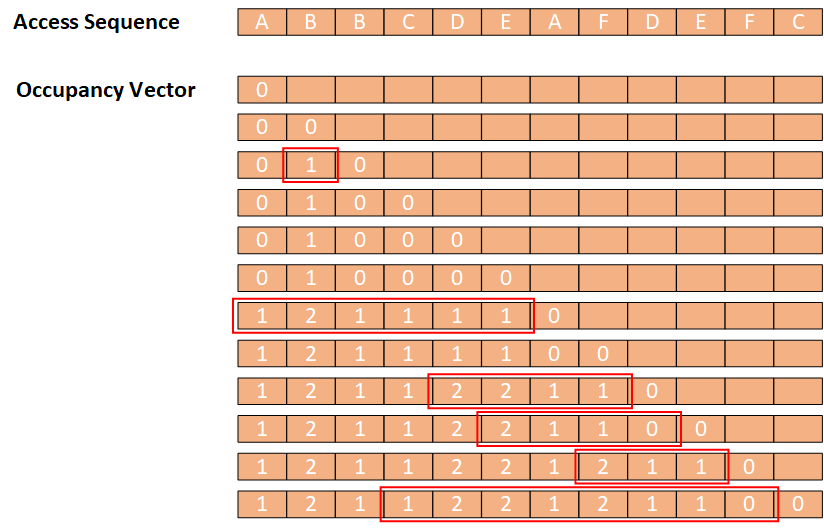 Access Sequence A B B C D E A F D E F C
Occupancy Vector 0
0 0
0 1 0
0 1 0 0
0 1 0 0 0
0 1 0 0 0 0
1 2 1 1 1 1 0
1 2 1 1 1 1 0 0
1 2 1 1 2 2 1 1 0
1 2 1 1 2 2 1 1 0 0
1 2 1 1 2 2 1 2 1 1 0
1 2 1 1 2 2 1 2 1 1 0 0